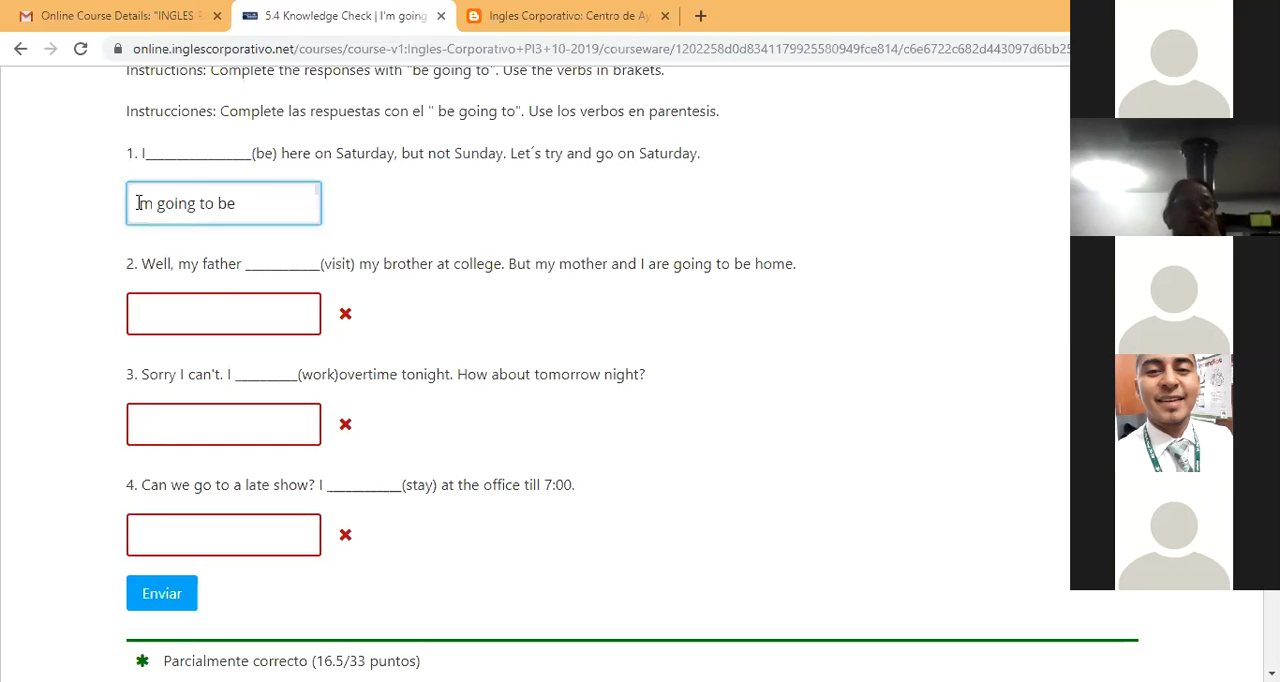 Online Course Details: "INGLES
5.4 Knowledge Check | I'm going
Ingles Corporativo: Centro de Ay
online.inglescorporativo.net/courses/course-v1:Ingles-Corporativo+PI3+10-2019/courseware/1202258d0d8341179925580949fce814/c6e6722c682d443097d6bb25
Instructions: Complete the responses with "be going to". Use the verbs in brakets.
Instrucciones: Complete las respuestas con el " be going to". Use los verbos en parentesis.
1. I________________(be) here on Saturday, but not Sunday. Let´s try and go on Saturday.
m going to be
2. Well, my father ____________(visit) my brother at college. But my mother and I are going to be home.
3. Sorry I can't. I __________(work)overtime tonight. How about tomorrow night?
4. Can we go to a late show? I ____________(stay) at the office till 7:00.
Enviar
Parcialmente correcto (16.5/33 puntos)